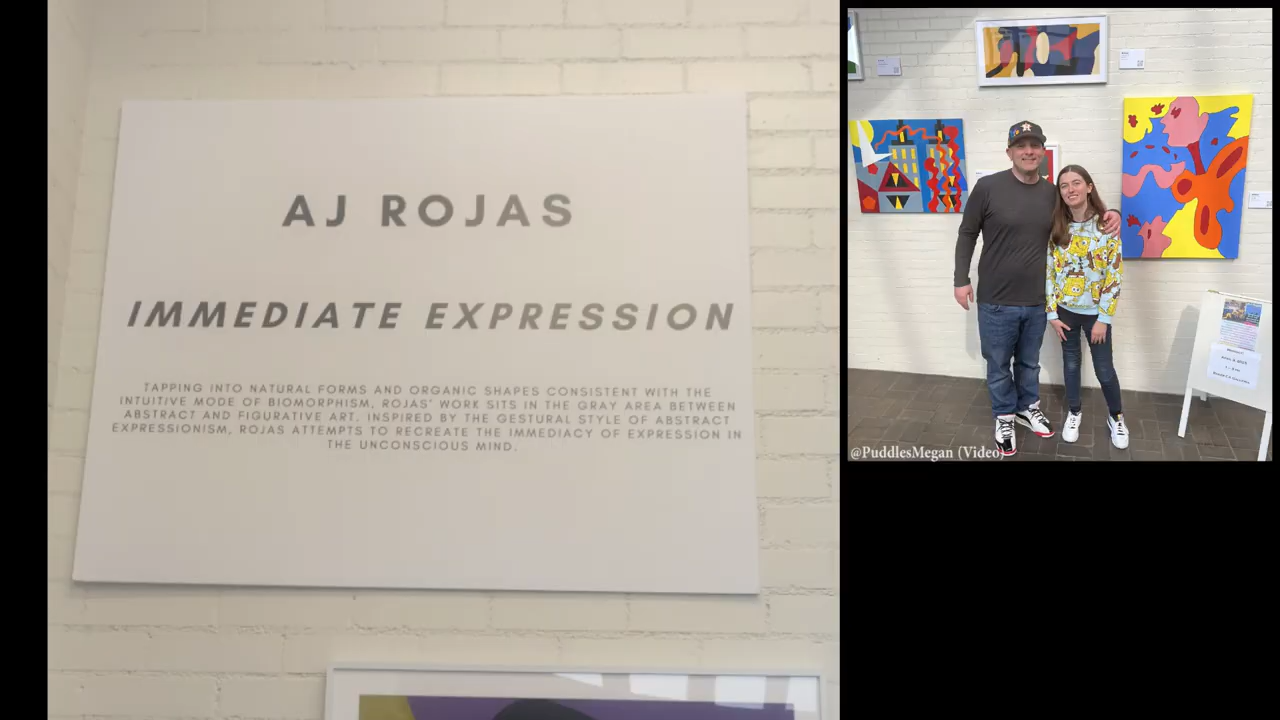 AJ ROJAS
IMMEDIATE EXPRESSION
TAPPING INTO NATURAL FORMS AND ORGANIC SHAPES CONSISTENT WITH THE
INTUITIVE MODE OF BIOMORPHISM, ROJAS' WORK SITS IN THE GRAY AREA BETWEEN
ABSTRACT AND FIGURATIVE ART. INSPIRED BY THE GESTURAL STYLE OF ABSTRACT
EXPRESSIONISM, ROJAS ATTEMPTS TO RECREATE THE IMMEDIACY OF EXPRESSION IN
THE UNCONSCIOUS MIND.
@PuddlesMegan (Video)